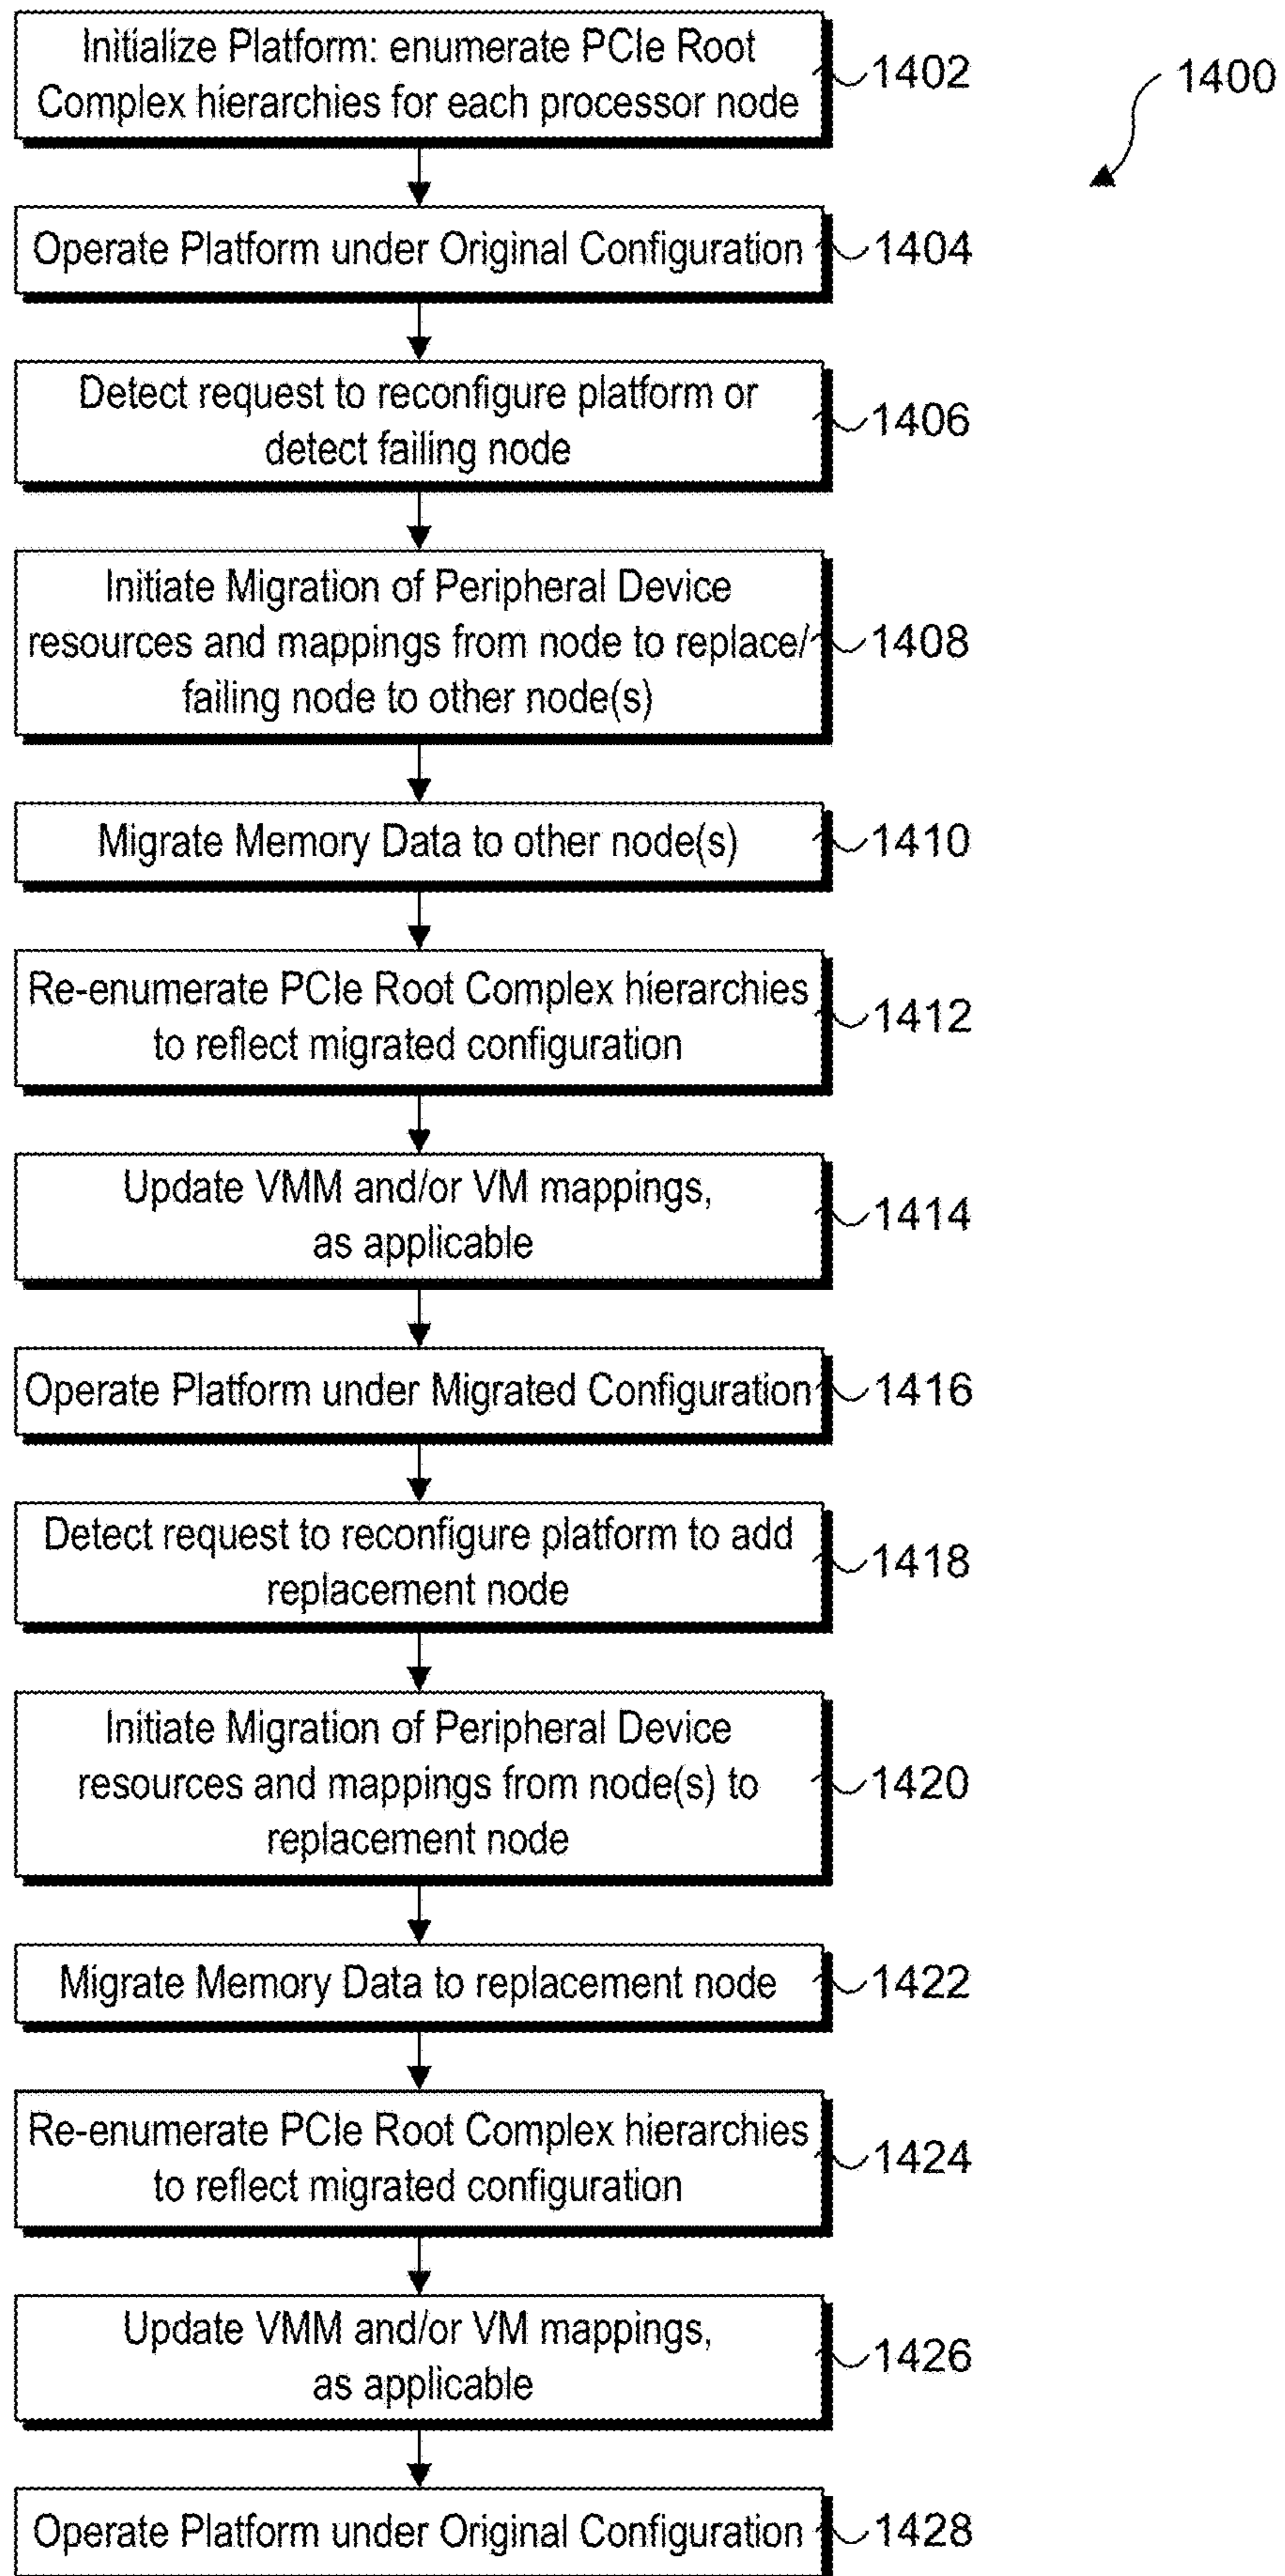 Initialize Platform: enumerate PCIe Root
Complex hierarchies for each processor node
1402
1400
Operate Platform under Original Configuration
1404
Detect request to reconfigure platform or
detect failing node
1406
Initiate Migration of Peripheral Device
resources and mappings from node to replace/
failing node to other node(s)
1408
Migrate Memory Data to other node(s)
1410
Re-enumerate PCIe Root Complex hierarchies
to reflect migrated configuration
1412
Update VMM and/or VM mappings,
as applicable
1414
Operate Platform under Migrated Configuration
1416
Detect request to reconfigure platform to add
replacement node
1418
Initiate Migration of Peripheral Device
resources and mappings from node(s) to
replacement node
1420
Migrate Memory Data to replacement node
1422
Re-enumerate PCIe Root Complex hierarchies
to reflect migrated configuration
1424
Update VMM and/or VM mappings,
as applicable
1426
Operate Platform under Original Configuration
1428